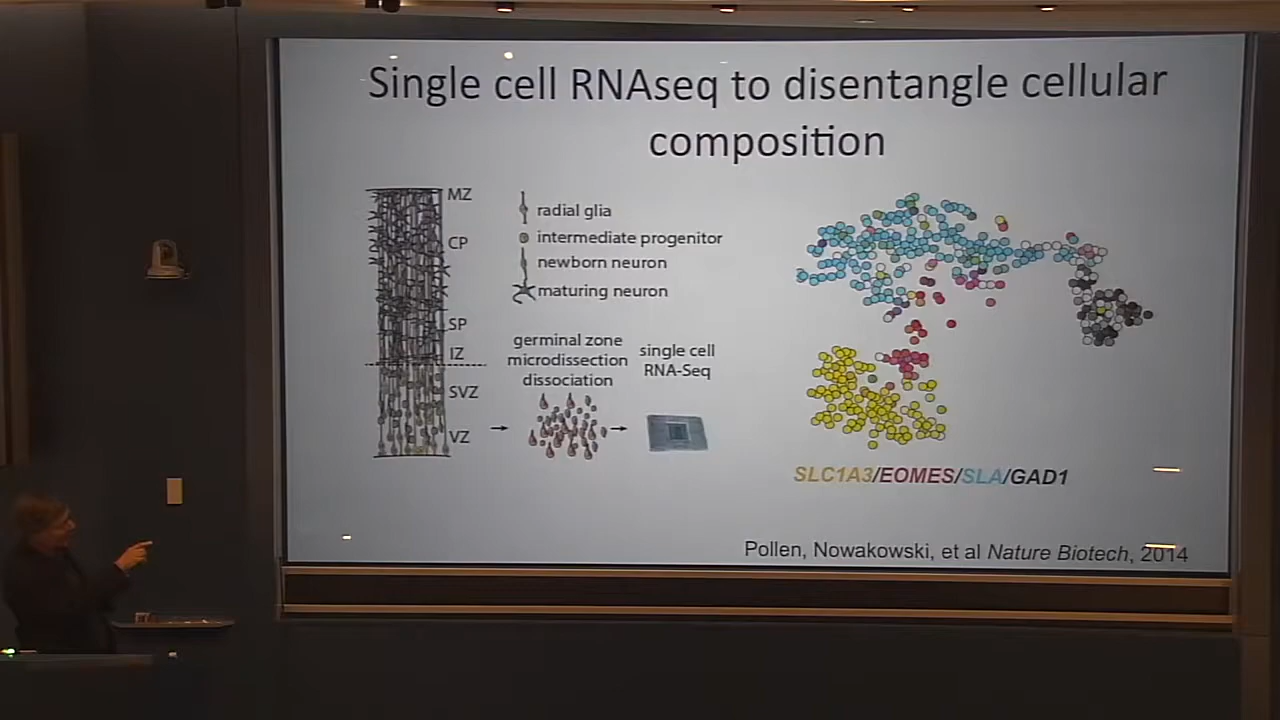 Single cell RNAseq to disentangle cellular
composition
MZ
CP
SP
IZ
SVZ
VZ
radial glia
intermediate progenitor
newborn neuron
maturing neuron
germinal zone
microdissection
dissociation
single cell
RNA-Seq
SLC1A3/EOMES/SLA/GAD1
Pollen, Nowakowski, et al Nature Biotech, 2014